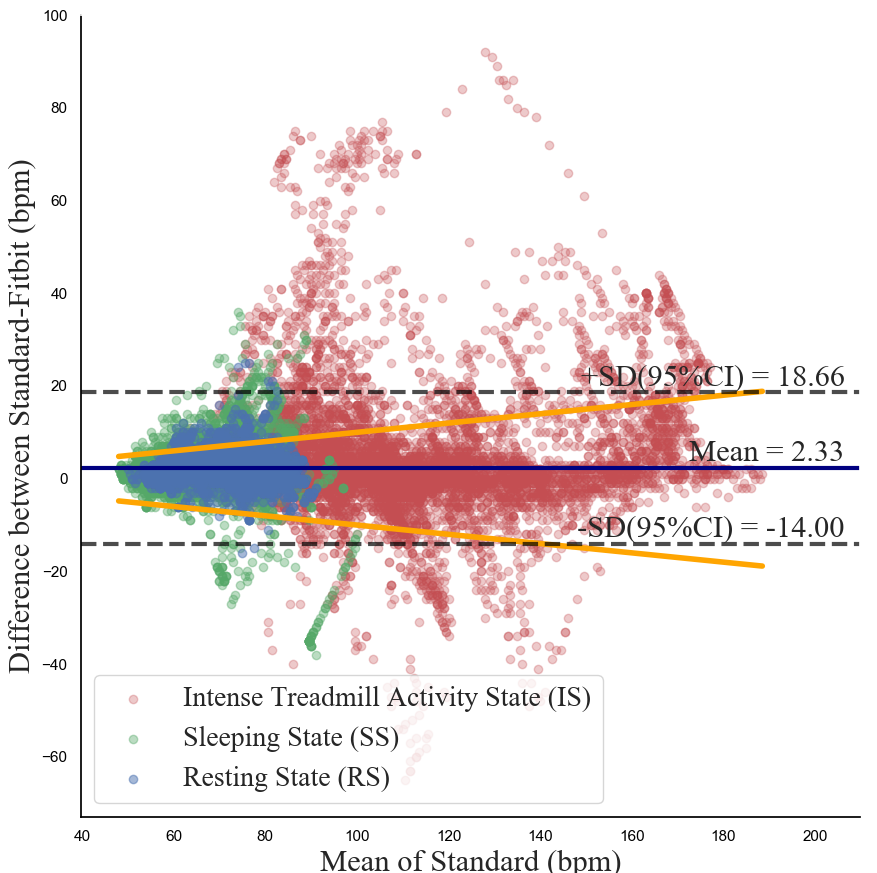 100
80
60
40
20
0
−20
−40
−60
Difference between Standard-Fitbit (bpm)
+SD(95%CI) = 18.66
Mean = 2.33
-SD(95%CI) = -14.00
Intense Treadmill Activity State (IS)
Sleeping State (SS)
Resting State (RS)
40 60 80 100 120 140 160 180 200
Mean of Standard (bpm)